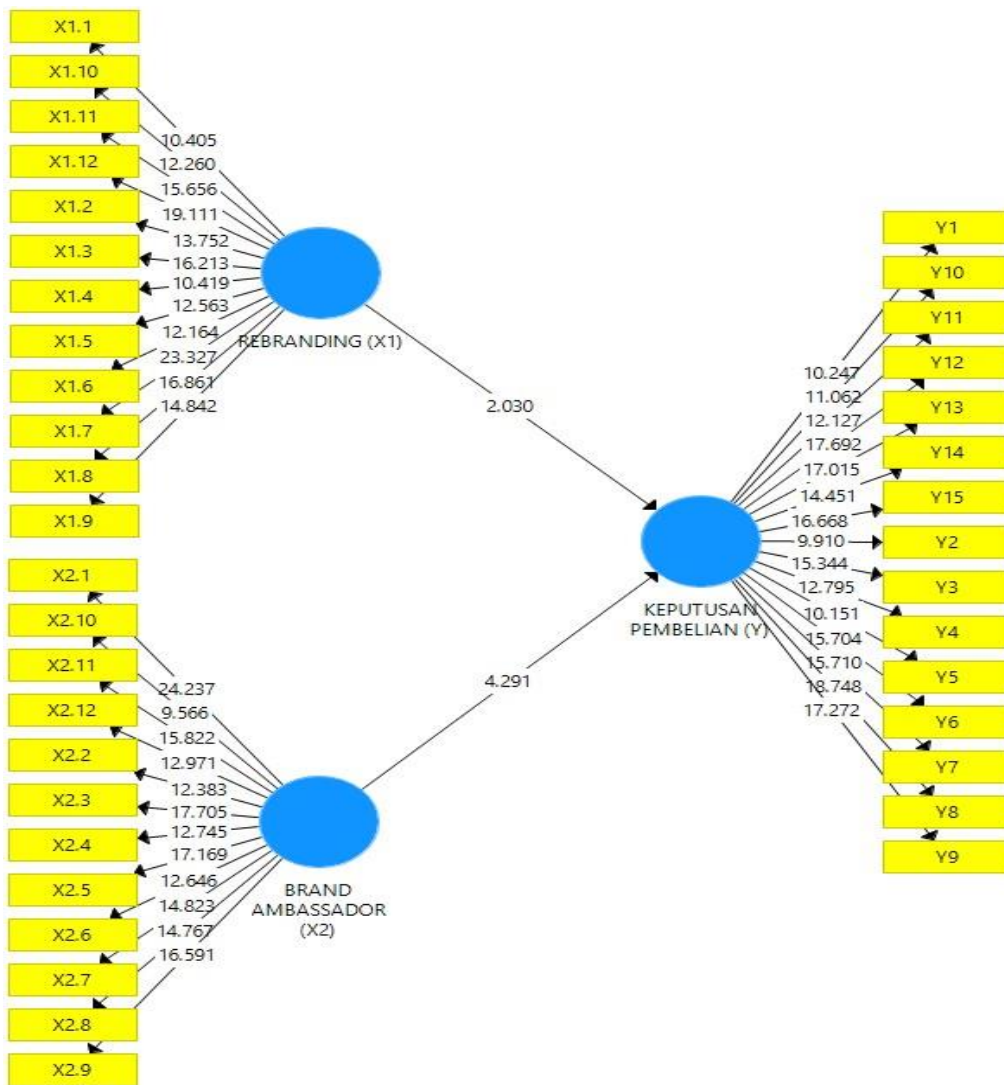 X1.1
X1.10
X1.11
X1.12
X1.2
X1.3
X1.4
X1.5
X1.6
X1.7
X1.8
X1.9
10.405
12.260
15.656
19.111
13.752
16.213
10.419
12.563
12.164
23.327
16.861
14.842
REBRANDING (X1)
2.030
X2.1
X2.10
X2.11
X2.12
X2.2
X2.3
X2.4
X2.5
X2.6
X2.7
X2.8
X2.9
24.237
9.566
15.822
12.971
12.383
17.705
12.745
17.169
12.646
14.823
14.767
16.591
BRAND
AMBASSADOR
(X2)
4.291
KEPUTUSAN
PEMBELIAN (Y)
10.247
11.062
12.127
17.692
17.015
14.451
16.668
9.910
15.344
12.795
10.151
15.704
15.710
18.748
17.272
Y1
Y10
Y11
Y12
Y13
Y14
Y15
Y2
Y3
Y4
Y5
Y6
Y7
Y8
Y9